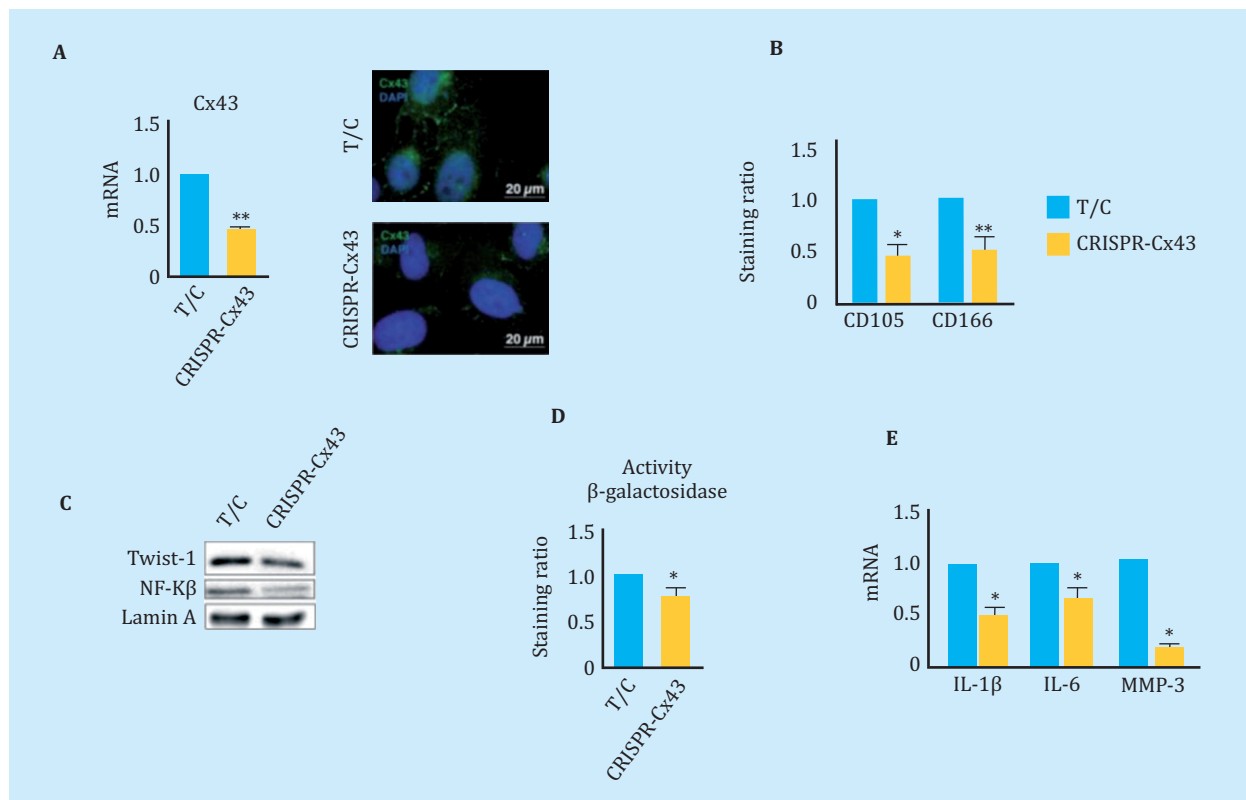 A
Cx43
mRNA
1.5
1.0
0.5
0
**
T/C
CRISPR-Cx43
T/C
Cx43
DAPI
20 µm
CRISPR-Cx43
Cx43
DAPI
20 µm
B
Staining ratio
1.5
1.0
0.5
0
*
**
CD105
CD166
T/C
CRISPR-Cx43
C
T/C
CRISPR-Cx43
Twist-1
NF-Kβ
Lamin A
D
Activity
β-galactosidase
Staining ratio
1.5
1.0
0.5
0
*
T/C
CRISPR-Cx43
E
mRNA
1.5
1.0
0.5
0
*
*
*
IL-1β
IL-6
MMP-3